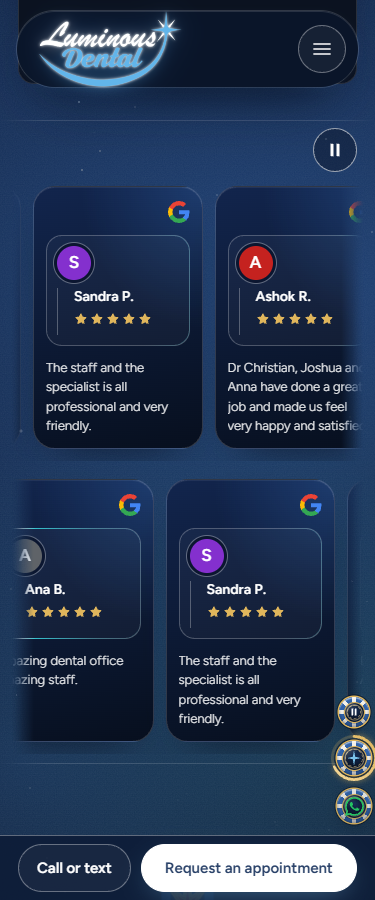 Luminous
Dental
S
Sandra P.
The staff and the
specialist is all
professional and very
friendly.
A
Ashok R.
Dr Christian, Joshua and
Anna have done a great
job and made us feel
very happy and satisfied
A
Ana B.
azing dental office
azing staff.
S
Sandra P.
The staff and the
specialist is all
professional and very
friendly.
Call or text
Request an appointment